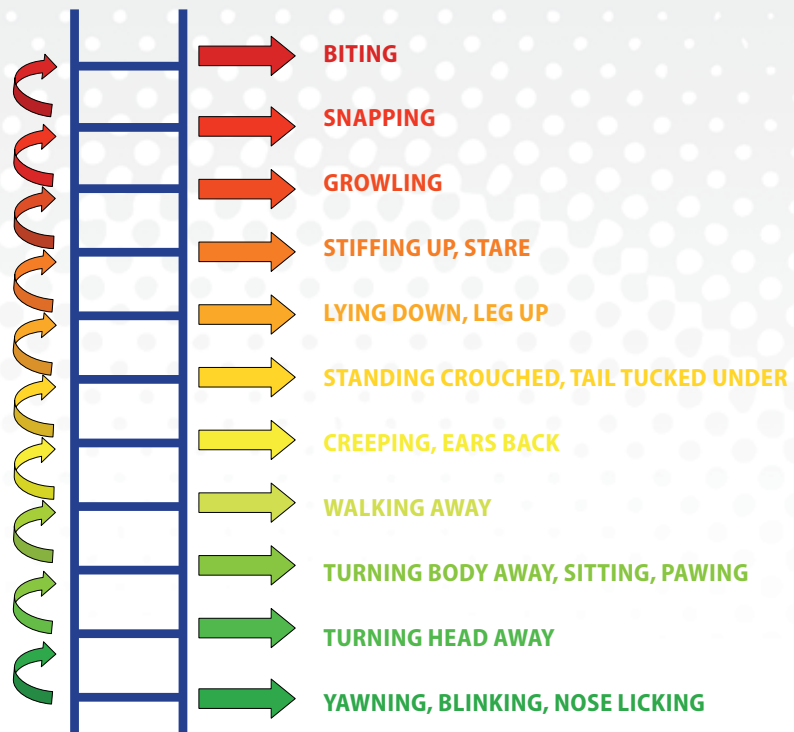 BITING
SNAPPING
GROWLING
STIFFING UP, STARE
LYING DOWN, LEG UP
STANDING CROUCHED, TAIL TUCKED UNDER
CREEPING, EARS BACK
WALKING AWAY
TURNING BODY AWAY, SITTING, PAWING
TURNING HEAD AWAY
YAWNING, BLINKING, NOSE LICKING